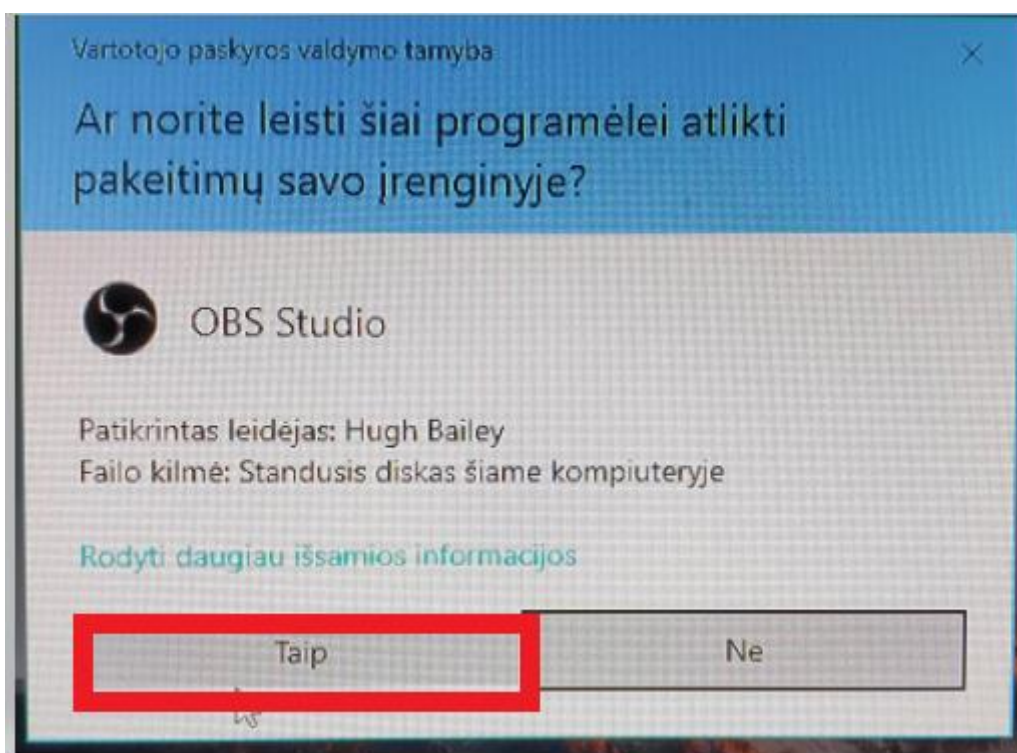 Vartotojo paskyros valdymo tarnyba
Ar norite leisti šiai programėlei atlikti
pakeitimų savo įrenginyje?
OBS Studio
Patikrintas leidėjas: Hugh Bailey
Failo kilmė: Standusis diskas šiame kompiuteryje
Rodyti daugiau išsamios informacijos
Taip Ne